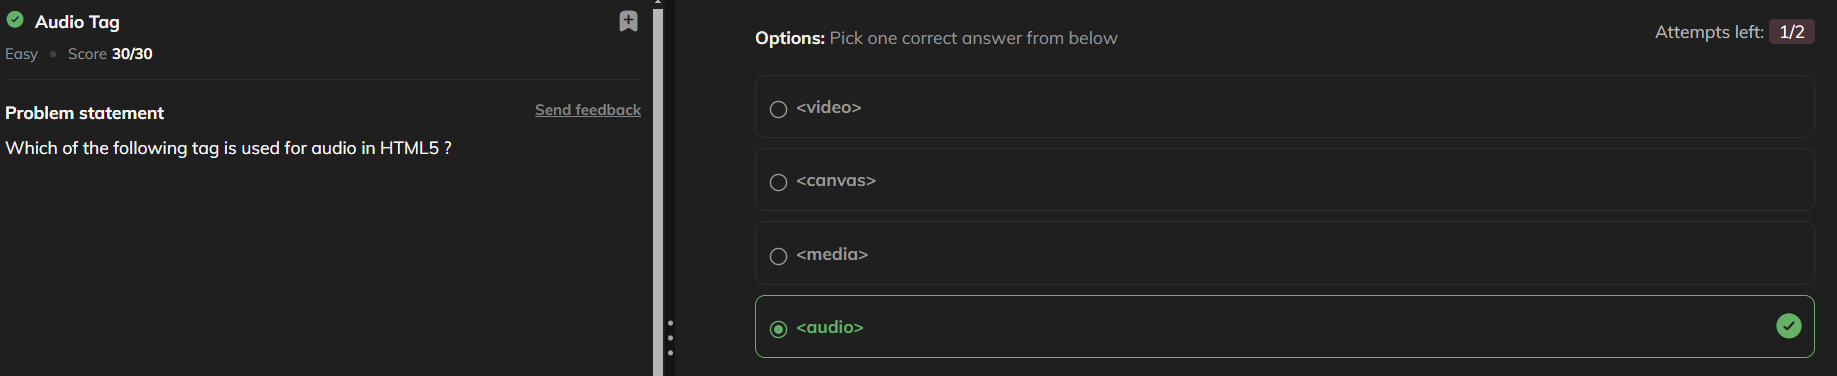 Audio Tag
Easy • Score 30/30
Problem statement
Send feedback
Which of the following tag is used for audio in HTML5 ?
Options: Pick one correct answer from below
Attempts left: 1/2
<video>
<canvas>
<media>
<audio>